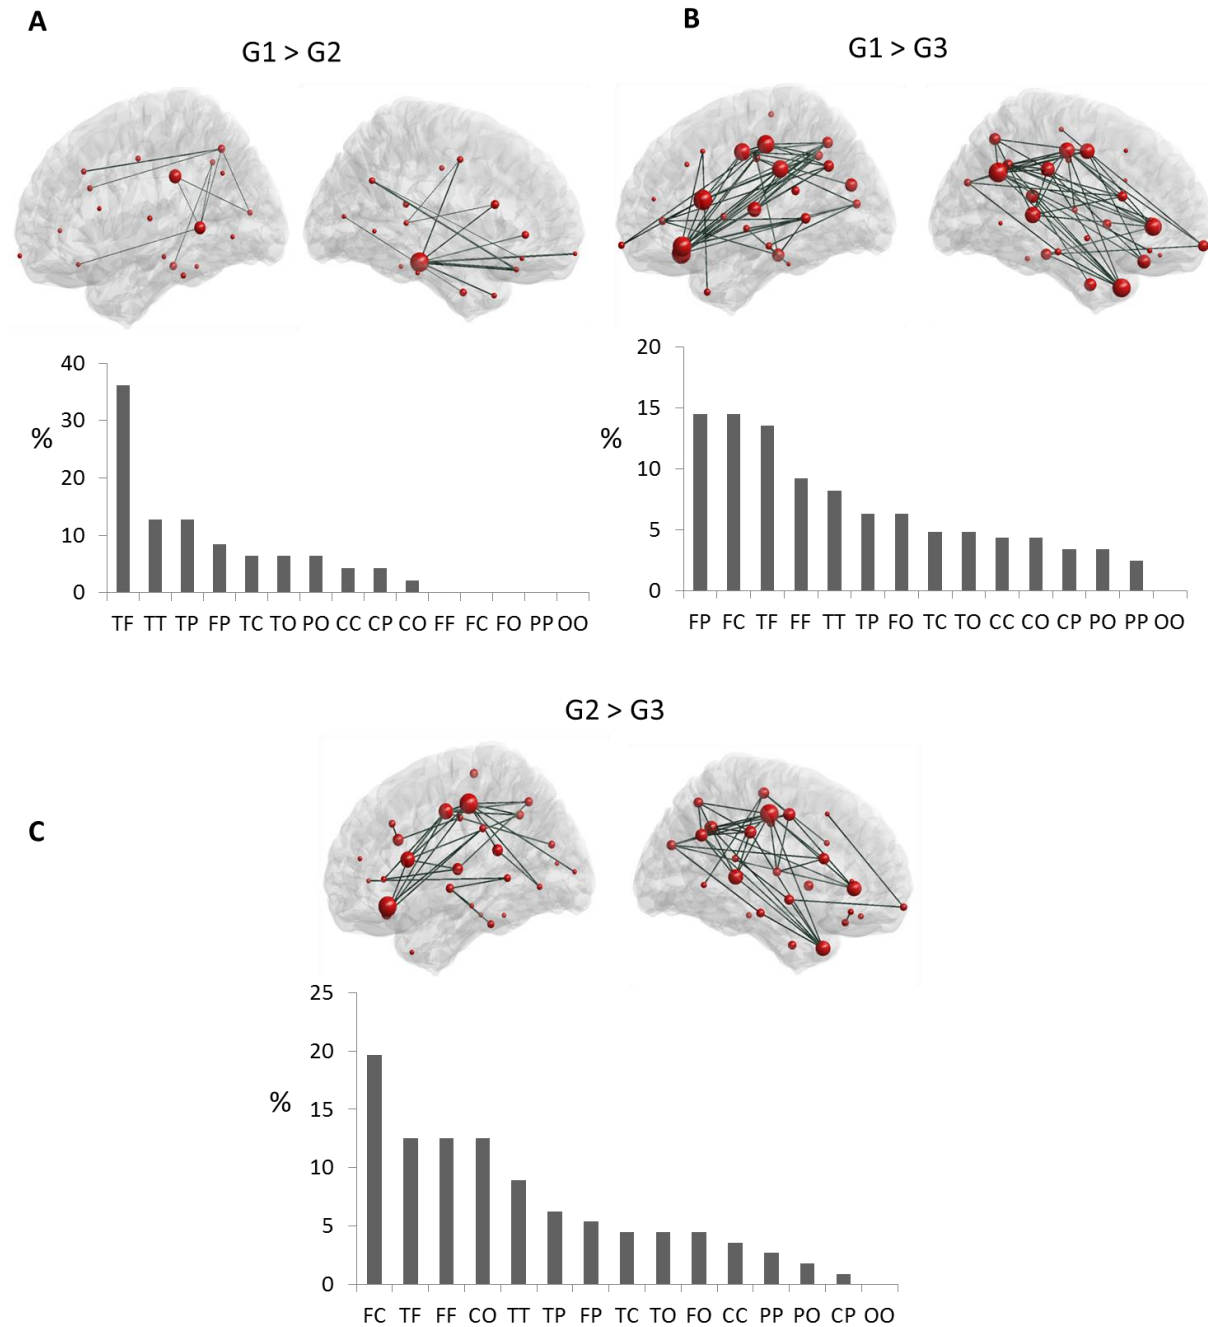 A
G1 > G2
B
G1 > G3
40
30
20
10
0
%
TF TT TP FP TC TO PO CC CP CO FF FC FO PP OO
20
15
10
5
0
%
FP FC TF FF TT TP FO TC TO CC CO CP PO PP OO
G2 > G3
C
25
20
15
10
5
0
%
FC TF FF CO TT TP FP TC TO FO CC PP PO CP OO